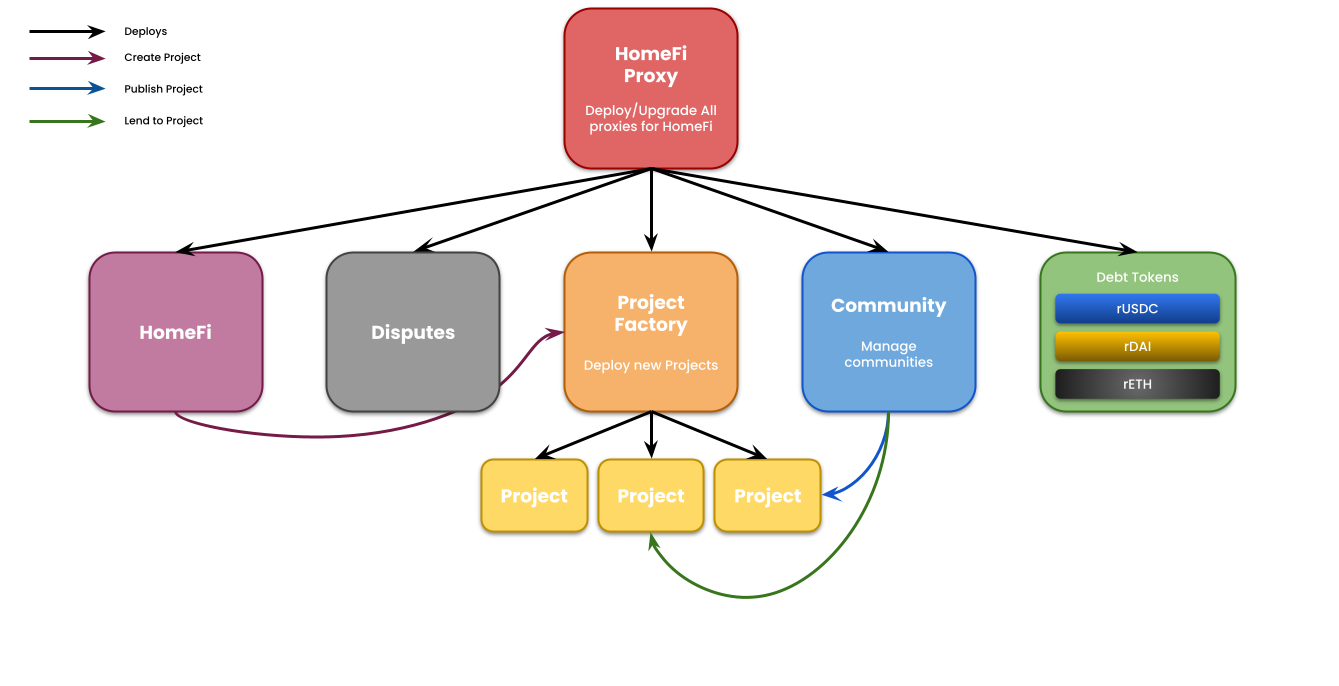 Deploys
Create Project
Publish Project
Lend to Project
HomeFi
Proxy
Deploy/Upgrade All
proxies for HomeFi
HomeFi
Disputes
Project
Factory
Deploy new Projects
Community
Manage
communities
Debt Tokens
rUSDC
rDAI
rETH
Project
Project
Project